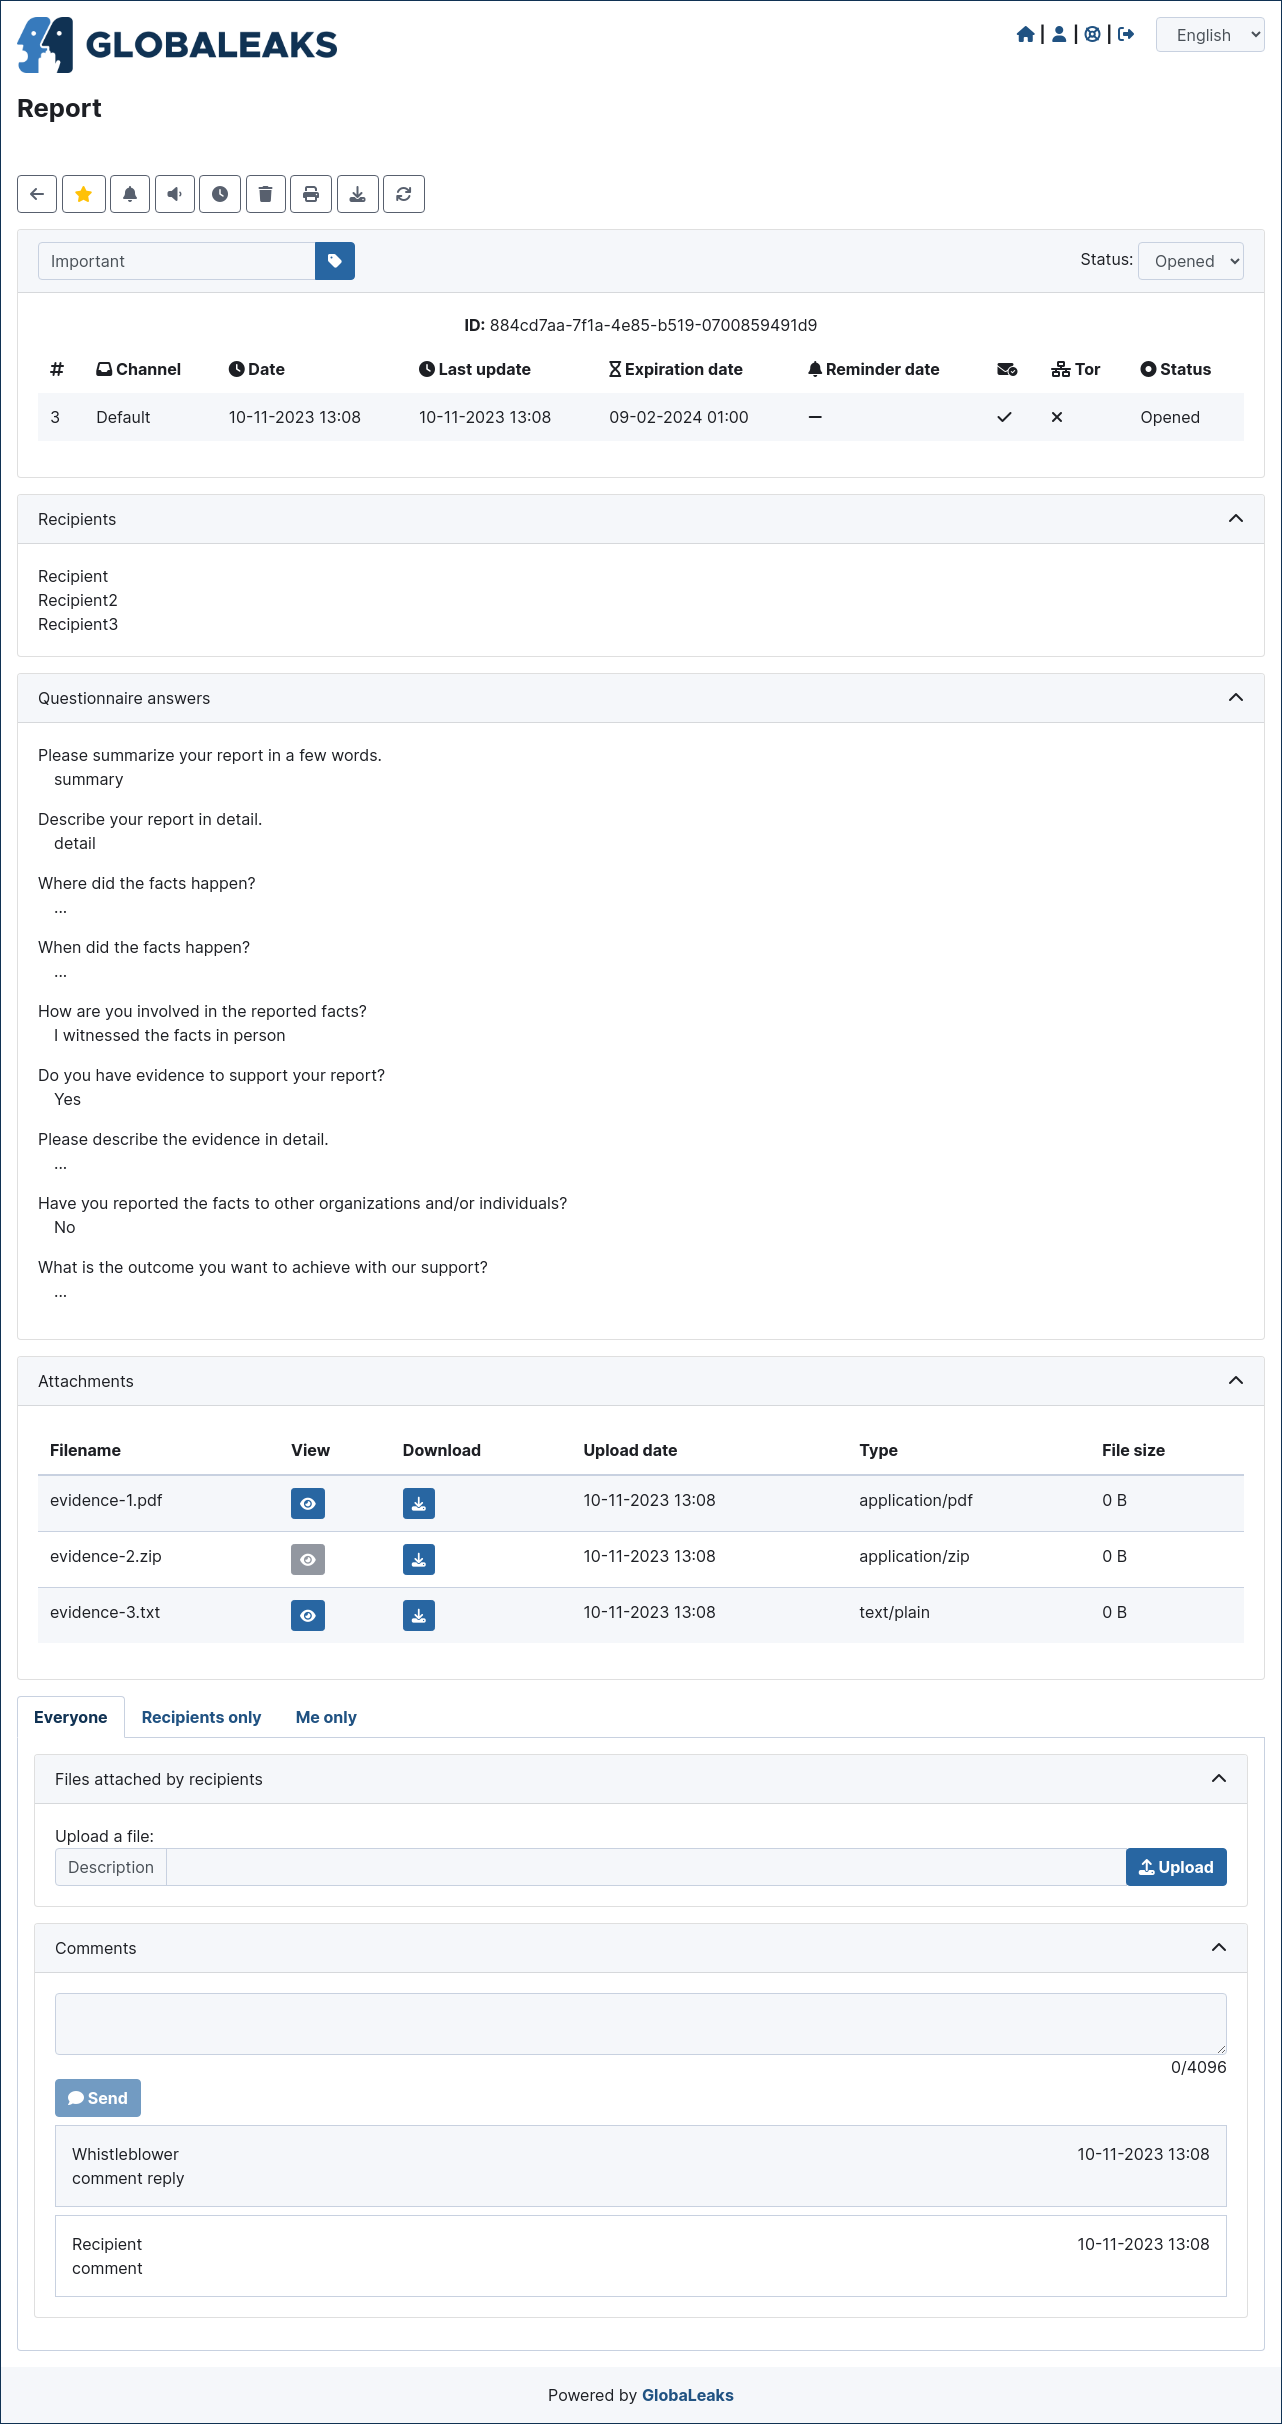 GLOBALEAKS
| | | English
Report
Important
Status: Opened
ID: 884cd7aa-7f1a-4e85-b519-0700859491d9
# Channel Date Last update Expiration date Reminder date Tor Status
3 Default 10-11-2023 13:08 10-11-2023 13:08 09-02-2024 01:00 — Opened
Recipients
Recipient
Recipient2
Recipient3
Questionnaire answers
Please summarize your report in a few words.
summary
Describe your report in detail.
detail
Where did the facts happen?
...
When did the facts happen?
...
How are you involved in the reported facts?
I witnessed the facts in person
Do you have evidence to support your report?
Yes
Please describe the evidence in detail.
...
Have you reported the facts to other organizations and/or individuals?
No
What is the outcome you want to achieve with our support?
...
Attachments
Filename View Download Upload date Type File size
evidence-1.pdf 10-11-2023 13:08 application/pdf 0 B
evidence-2.zip 10-11-2023 13:08 application/zip 0 B
evidence-3.txt 10-11-2023 13:08 text/plain 0 B
Everyone Recipients only Me only
Files attached by recipients
Upload a file:
Description Upload
Comments
0/4096
Send
Whistleblower 10-11-2023 13:08
comment reply
Recipient 10-11-2023 13:08
comment
Powered by GlobaLeaks